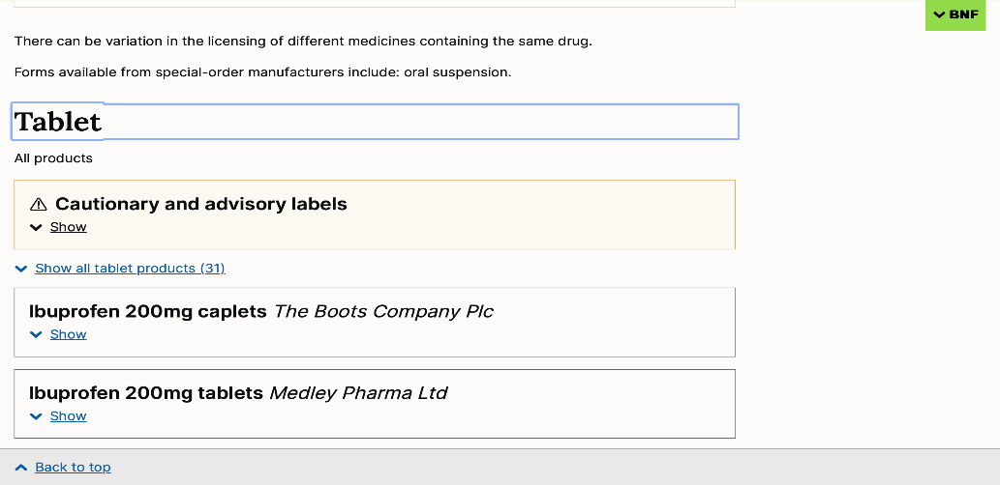 BNF
There can be variation in the licensing of different medicines containing the same drug.
Forms available from special-order manufacturers include: oral suspension.
Tablet
All products
Cautionary and advisory labels
Show
Show all tablet products (31)
Ibuprofen 200mg caplets The Boots Company Plc
Show
Ibuprofen 200mg tablets Medley Pharma Ltd
Show
Back to top